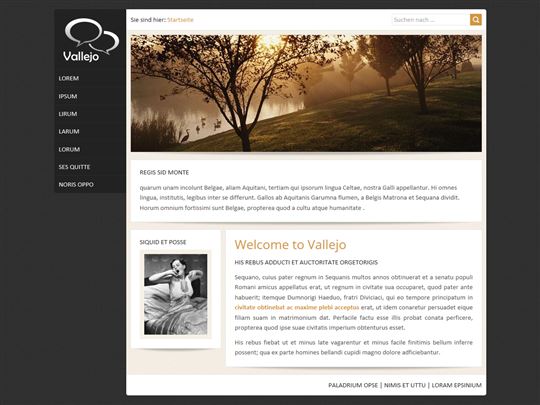 Vallejo
LOREM
IPSUM
LIRUM
LARUM
LORUM
SES QUITTE
NORIS OPPO
Sie sind hier: Startseite
Suchen nach ...
REGIS SID MONTE
quarum unam incolunt Belgae, aliam Aquitani, tertiam qui ipsorum lingua Celtae, nostra Galli appellantur. Hi omnes
lingua, institutis, legibus inter se differunt. Gallos ab Aquitanis Garumna flumen, a Belgis Matrona et Sequana dividit.
Horum omnium fortissimi sunt Belgae, propterea quod a cultu atque humanitate .
SIQUID ET POSSE
Welcome to Vallejo
HIS REBUS ADDUCTI ET AUCTORITATE ORGETORIGIS
Sequano, cuius pater regnum in Sequanis multos annos obtinuerat et a senatu populi
Romani amicus appellatus erat, ut regnum in civitate sua occuparet, quod pater ante
habuerit; itemque Dumnorigi Haeduo, fratri Diviciaci, qui eo tempore principatum in
civitate obtinebat ac maxime plebi acceptus erat, ut idem conaretur persuadet eique
filiam suam in matrimonium dat. Perfacile factu esse illis probat conata perficere,
propterea quod ipse suae civitatis imperium obtenturus esset.
His rebus fiebat ut et minus late vagarentur et minus facile finitimis bellum inferre
possent; qua ex parte homines bellandi cupidi magno dolore adficiebantur.
PALADRIUM OPSE | NIMIS ET UTTU | LORAM EPSINIUM